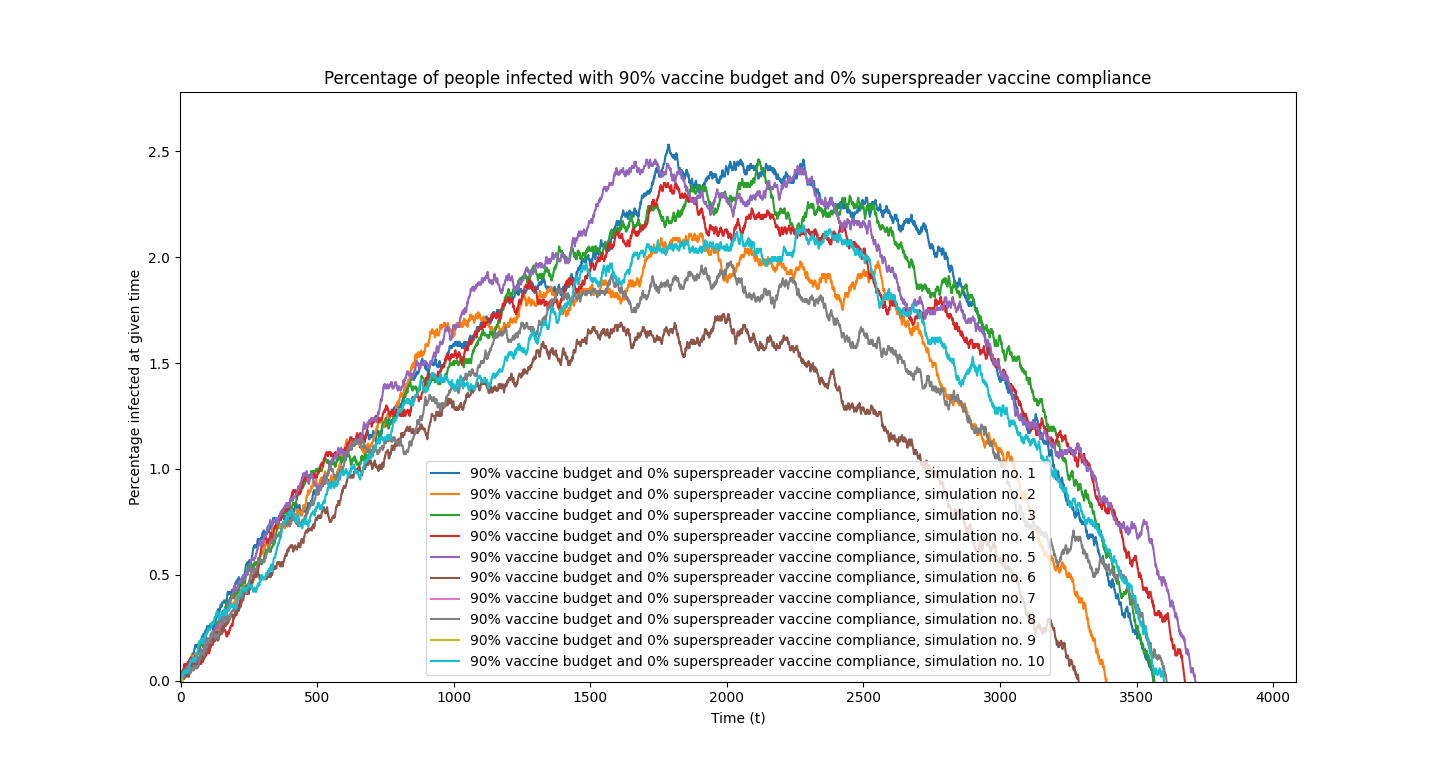 Percentage of people infected with 90% vaccine budget and 0% superspreader vaccine compliance
Percentage infected at given time
2.5
2.0
1.5
1.0
0.5
0.0
90% vaccine budget and 0% superspreader vaccine compliance, simulation no. 1
90% vaccine budget and 0% superspreader vaccine compliance, simulation no. 2
90% vaccine budget and 0% superspreader vaccine compliance, simulation no. 3
90% vaccine budget and 0% superspreader vaccine compliance, simulation no. 4
90% vaccine budget and 0% superspreader vaccine compliance, simulation no. 5
90% vaccine budget and 0% superspreader vaccine compliance, simulation no. 6
90% vaccine budget and 0% superspreader vaccine compliance, simulation no. 7
90% vaccine budget and 0% superspreader vaccine compliance, simulation no. 8
90% vaccine budget and 0% superspreader vaccine compliance, simulation no. 9
90% vaccine budget and 0% superspreader vaccine compliance, simulation no. 10
0 500 1000 1500 2000 2500 3000 3500 4000
Time (t)